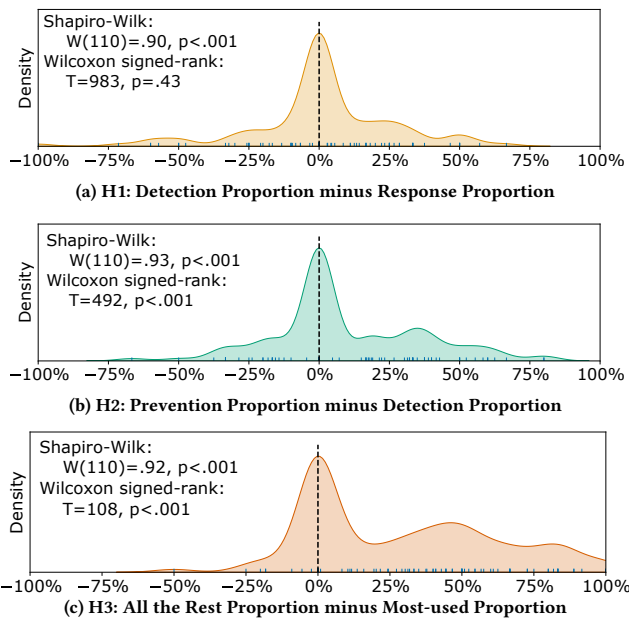 Shapiro-Wilk:
W(110)=.90, p<.001
Wilcoxon signed-rank:
T=983, p=.43
Density
−100% −75% −50% −25% 0% 25% 50% 75% 100%
(a) H1: Detection Proportion minus Response Proportion
Shapiro-Wilk:
W(110)=.93, p<.001
Wilcoxon signed-rank:
T=492, p<.001
Density
−100% −75% −50% −25% 0% 25% 50% 75% 100%
(b) H2: Prevention Proportion minus Detection Proportion
Shapiro-Wilk:
W(110)=.92, p<.001
Wilcoxon signed-rank:
T=108, p<.001
Density
−100% −75% −50% −25% 0% 25% 50% 75% 100%
(c) H3: All the Rest Proportion minus Most-used Proportion